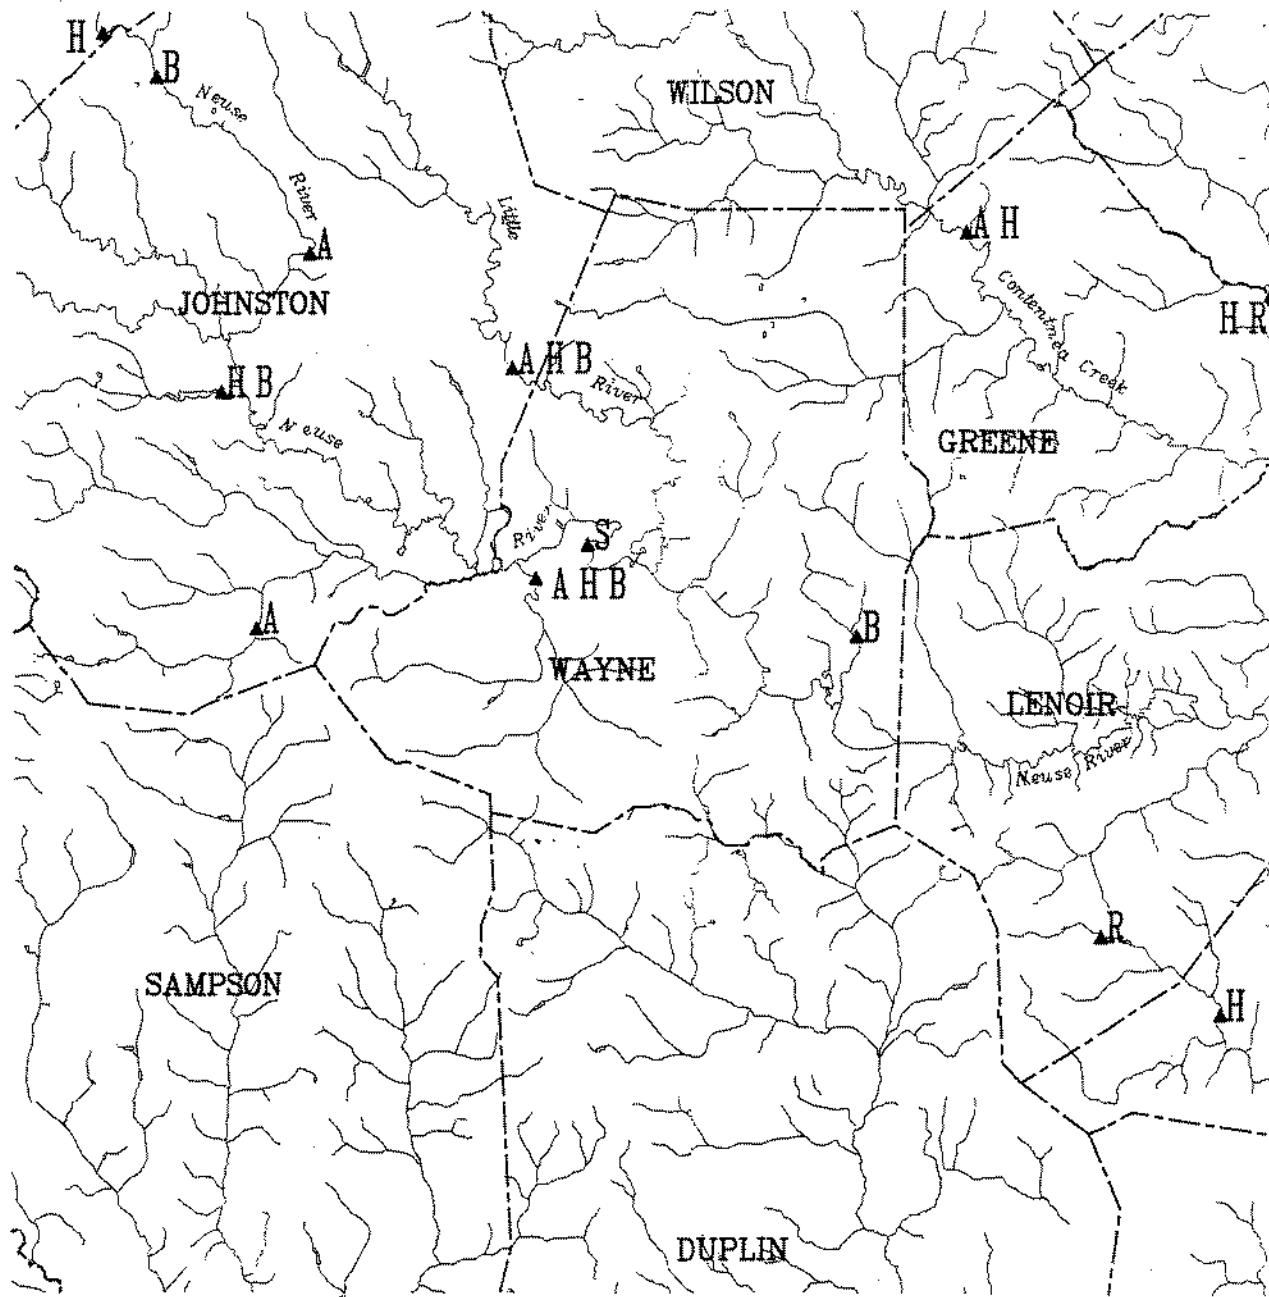 H
B
WILSON
Neuse
River
Little
A
A H
JOHNSTON
Contentnea Creek
H R
A H B
H B
River
Neuse
GREENE
River
S
A H B
A
B
WAYNE
LENOIR
Neuse River
R
SAMPSON
H
DUPLIN